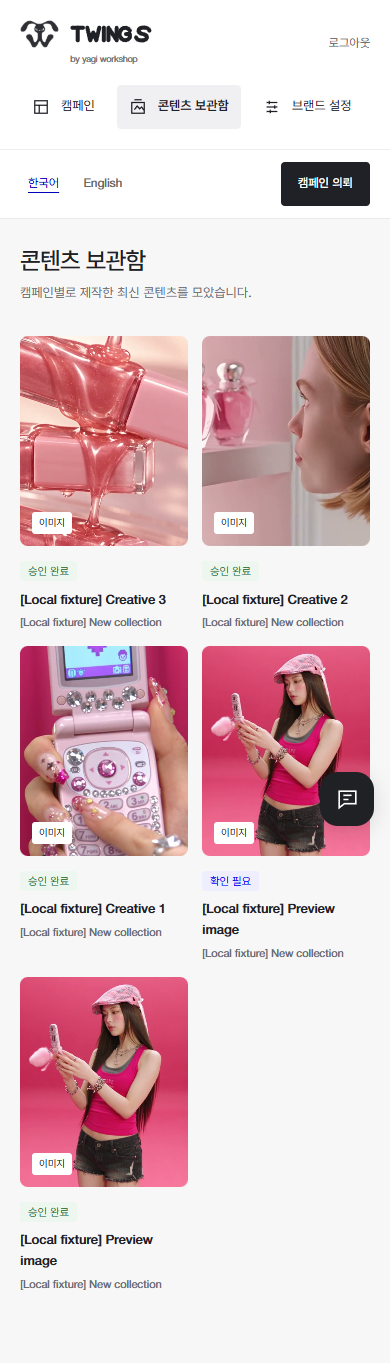 TWINGS
by yagi workshop
로그아웃
캠페인
콘텐츠 보관함
브랜드 설정
한국어
English
캠페인 의뢰
콘텐츠 보관함
캠페인별로 제작한 최신 콘텐츠를 모았습니다.
이미지
이미지
승인 완료
승인 완료
[Local fixture] Creative 3
[Local fixture] Creative 2
[Local fixture] New collection
[Local fixture] New collection
이미지
이미지
승인 완료
확인 필요
[Local fixture] Creative 1
[Local fixture] Preview
image
[Local fixture] New collection
[Local fixture] New collection
이미지
승인 완료
[Local fixture] Preview
image
[Local fixture] New collection